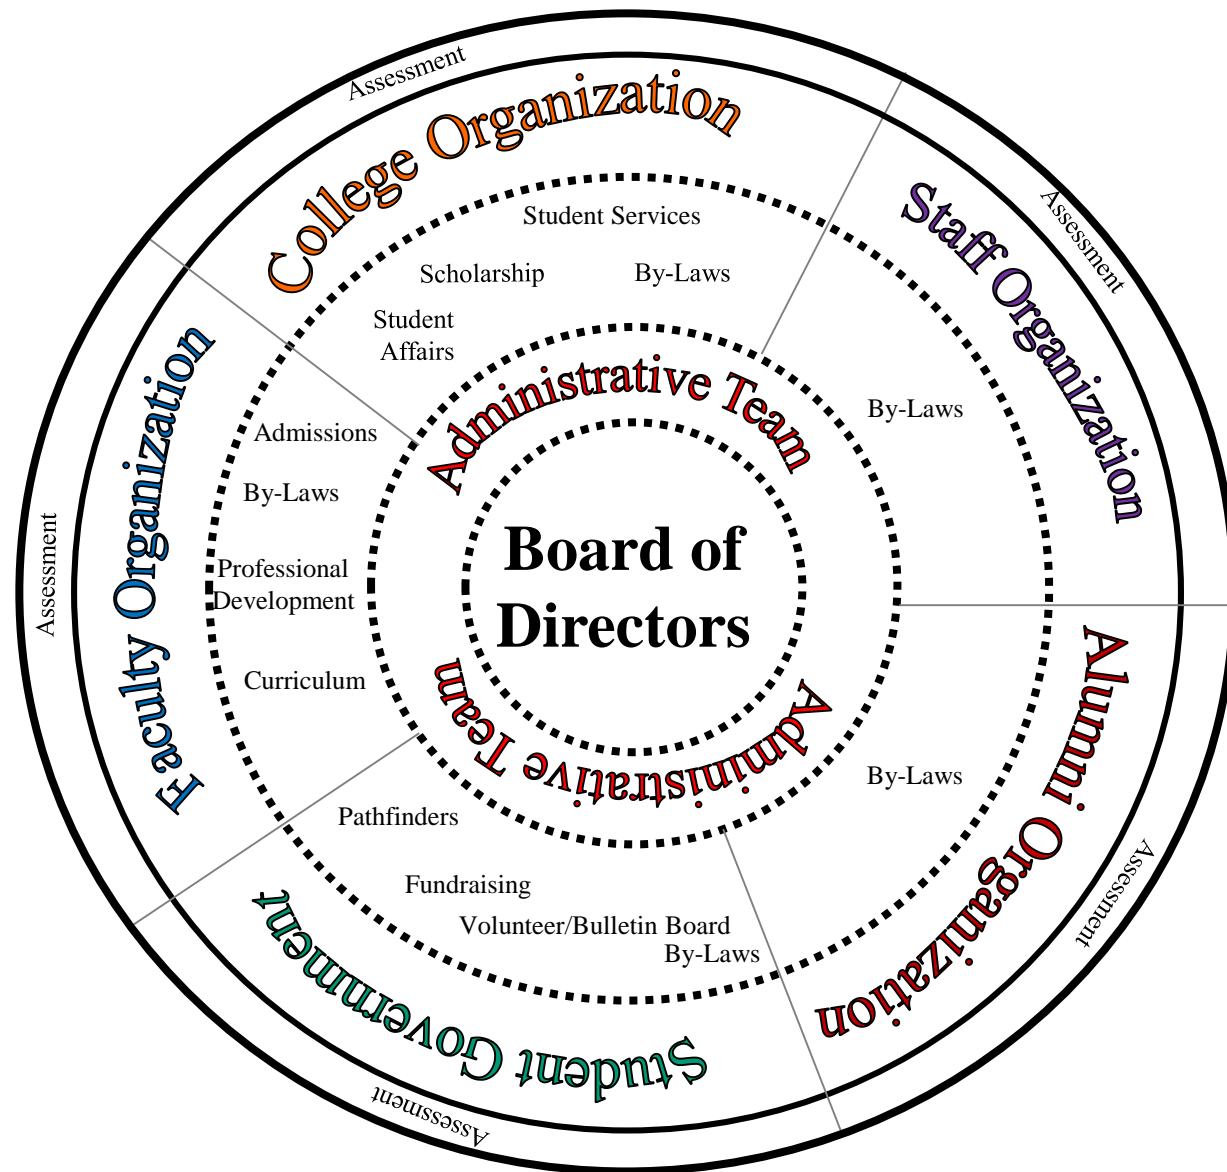 Assessment
College Organization
Student Services
Scholarship
By-Laws
Student
Affairs
Assessment
Staff Organization
By-Laws
Administrative Team
Board of
Directors
Administrative Team
Assessment
Faculty Organization
Admissions
By-Laws
Professional
Development
Curriculum
Alumni Organization
By-Laws
Assessment
Pathfinders
Fundraising
Volunteer/Bulletin Board
By-Laws
Student Government
Assessment